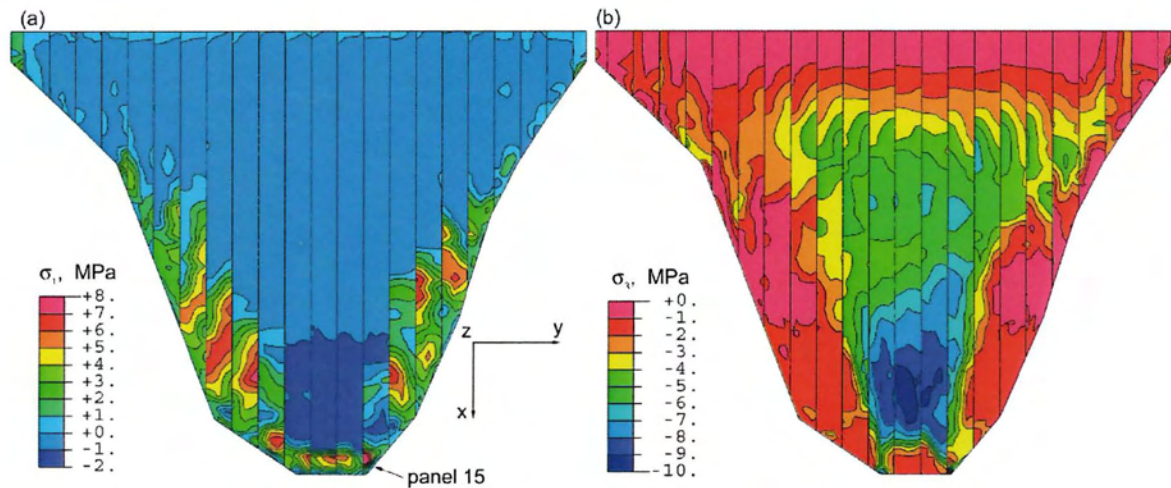 (a)
(b)
σ₁, MPa
+8.
+7.
+6.
+5.
+4.
+3.
+2.
+1.
+0.
-1.
-2.
z
y
x
panel 15
σ₃, MPa
+0.
-1.
-2.
-3.
-4.
-5.
-6.
-7.
-8.
-9.
-10.